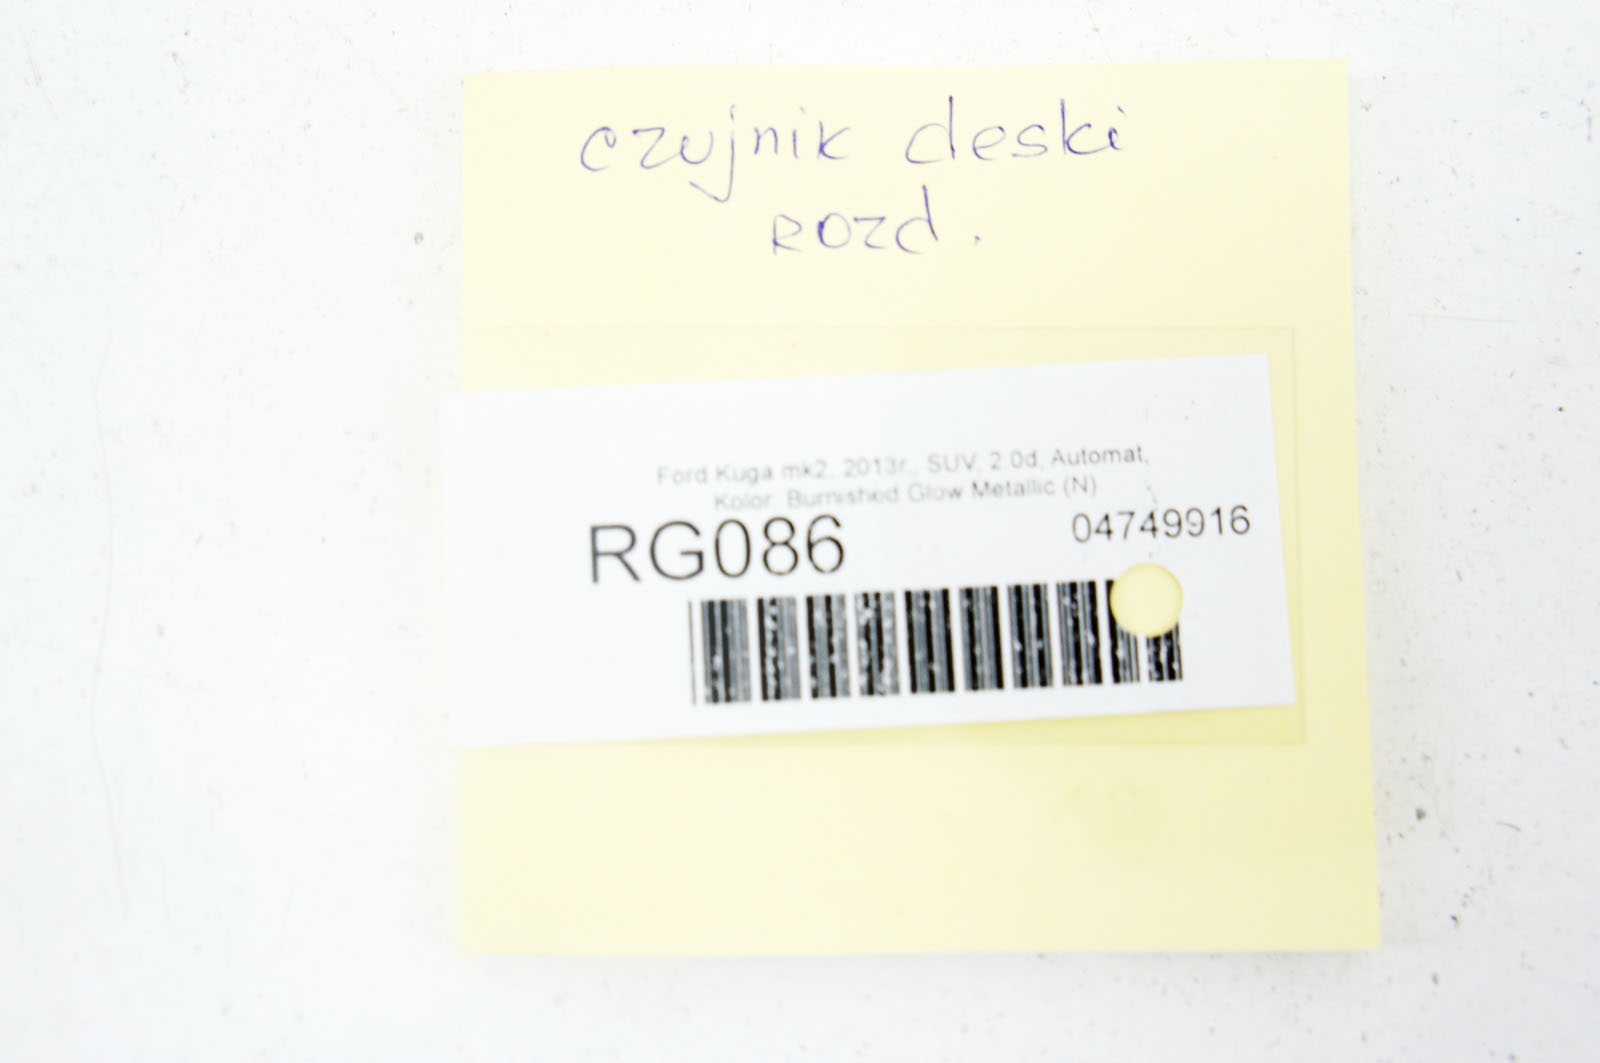 czujnik deski
rozd.
Ford Kuga mk2, 2013r., SUV, 2.0d, Automat,
Kolor: Burnished Glow Metallic (N)
RG086
04749916